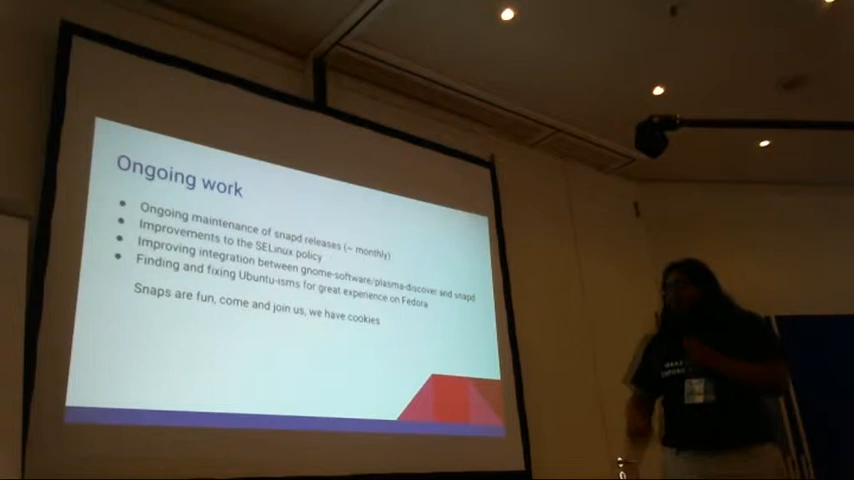 Ongoing work
• Ongoing maintenance of snapd releases (~ monthly)
• Improvements to the SELinux policy
• Improving integration between gnome-software/plasma-discover and snapd
• Finding and fixing Ubuntu-isms for great experience on Fedora
Snaps are fun, come and join us, we have cookies